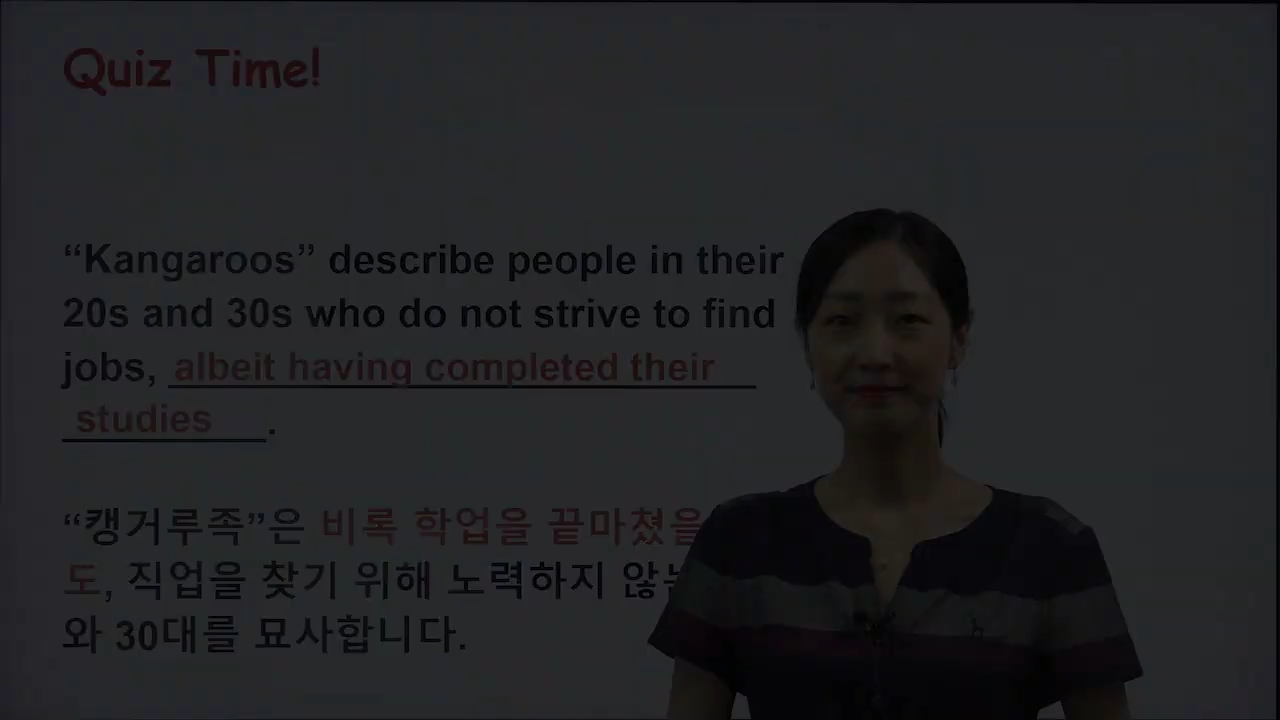 Quiz Time!
“Kangaroos” describe people in their
20s and 30s who do not strive to find
jobs, albeit having completed their
studies.
“캥거루족”은 비록 학업을 끝마쳤을
도, 직업을 찾기 위해 노력하지
와 30대를 묘사합니다.